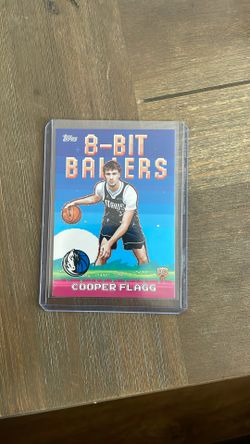 Topps
8-BIT
BALLERS
COOPER FLAGG